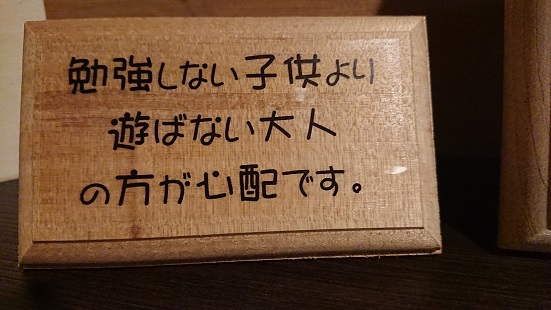 勉強しない子供より
遊ばない大人
の方が心配です。